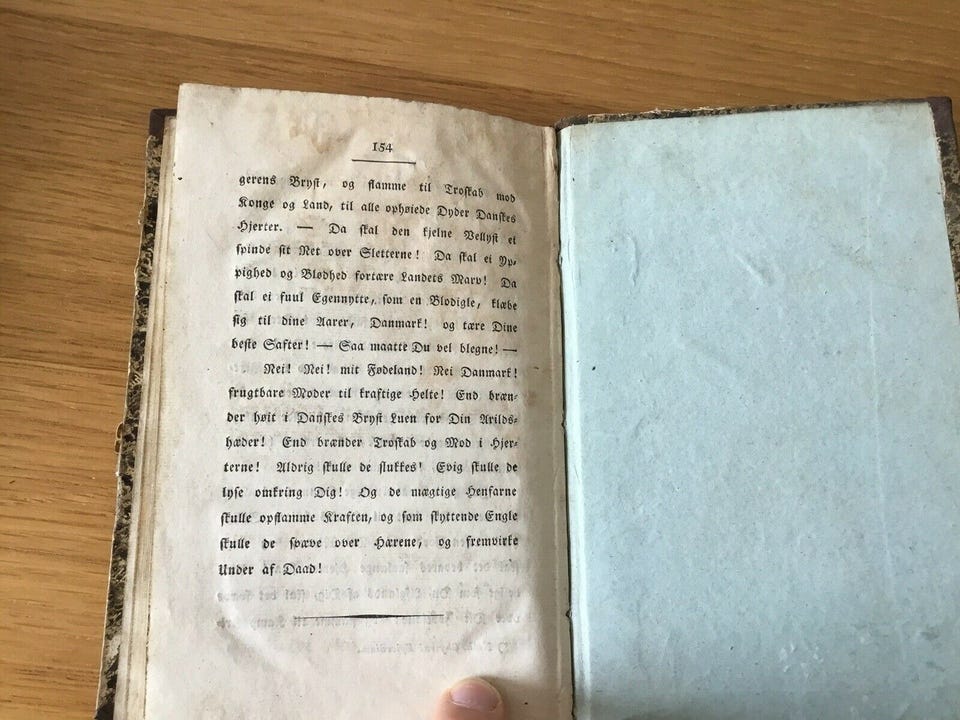 154
gerens Bryst, og flamme til Troskab mod
Konge og Land, til alle ophøiede Dyder Danskes
Hjerter. — Da skal den kjelne Vellyst ei
spinde sit Net over Sletterne! Da skal ei Yp-
pighed og Blødhed fortære Landets Marv! Da
skal ei fuul Egennytte, som en Blodigle, klæbe
sig til dine Aarer, Danmark! og tære Dine
beste Safter! — Saa maatte Du vel blegne! —
Nei! Nei! mit Fødeland! Nei Danmark!
frugtbare Moder til kraftige Helte! End bræn-
der høit i Danskes Bryst Luen for Din Arilds-
hæder! End brænder Troskab og Mod i Hjer-
terne! Aldrig skulle de slukkes! Evig skulle de
lyse omkring Dig! Og de mægtige Henfarne
skulle opflamme Kraften, og som skyttende Engle
skulle de svæve over Hærene, og fremvirke
Under af Daad!